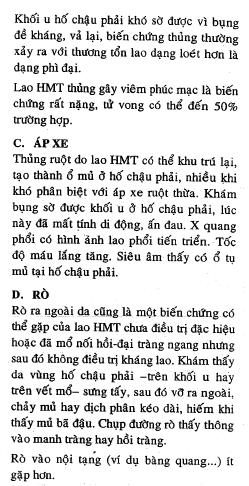 Khối u hố chậu phải khó sờ được vì bụng
đề kháng, vả lại, biến chứng thủng thường
xảy ra với thương tổn lao dạng loét hơn là
dạng phì đại.
Lao HMT thủng gây viêm phúc mạc là biến
chứng rất nặng, tử vong có thể đến 50%
trường hợp.
C. ÁP XE
Thủng ruột do lao HMT có thể khu trú lại,
tạo thành ổ mủ ở hố chậu phải, nhiều khi
khó phân biệt với áp xe ruột thừa. Khám
bụng sờ được khối u ở hố chậu phải, lúc
này đã mất tính di động, ấn đau. X quang
phổi có hình ảnh lao phổi tiến triển. Tốc
độ máu lắng tăng. Siêu âm thấy có ổ tụ
mủ tại hố chậu phải.
D. RÒ
Rò ra ngoài da cũng là một biến chứng có
thể gặp của lao HMT chưa điều trị đặc hiệu
hoặc đã mổ nối hồi-đại tràng ngang nhưng
sau đó không điều trị kháng lao. Khám thấy
da vùng hố chậu phải –trên khối u hay
trên vết mổ– sưng tấy, sau đó vỡ ra ngoài,
chảy mủ hay dịch phân kéo dài, hiếm khi
thấy mủ bã đậu. Chụp đường rò thấy thông
vào manh tràng hay hồi tràng.
Rò vào nội tạng (ví dụ bàng quang...) ít
gặp hơn.